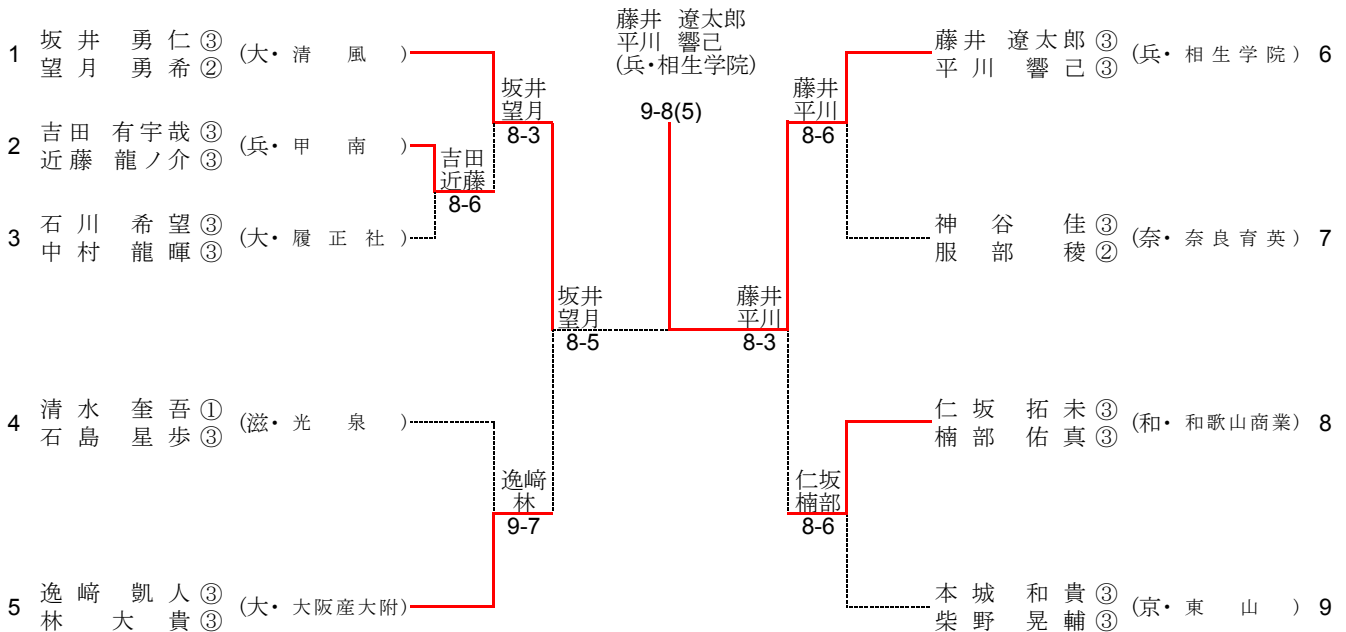 藤井 遼太郎
平川 響己
(兵・相生学院)
9-8(5)
1 坂井 勇仁③ (大・清風)
望月 勇希②
坂井
望月
8-3
2 吉田 有宇哉③ (兵・甲南)
近藤 龍ノ介③
吉田
近藤
8-6
3 石川 希望③ (大・履正社)
中村 龍暉③
坂井
望月
8-5
4 清水 奎吾① (滋・光泉)
石島 星歩③
逸﨑
林
9-7
5 逸﨑 凱人③ (大・大阪産大附)
林 大貴③
藤井 遼太郎③ (兵・相生学院) 6
平川 響己③
藤井
平川
8-6
神谷 佳③ (奈・奈良育英) 7
服部 稜②
藤井
平川
8-3
仁坂 拓未③ (和・和歌山商業) 8
楠部 佑真③
仁坂
楠部
8-6
本城 和貴③ (京・東山) 9
柴野 晃輔③